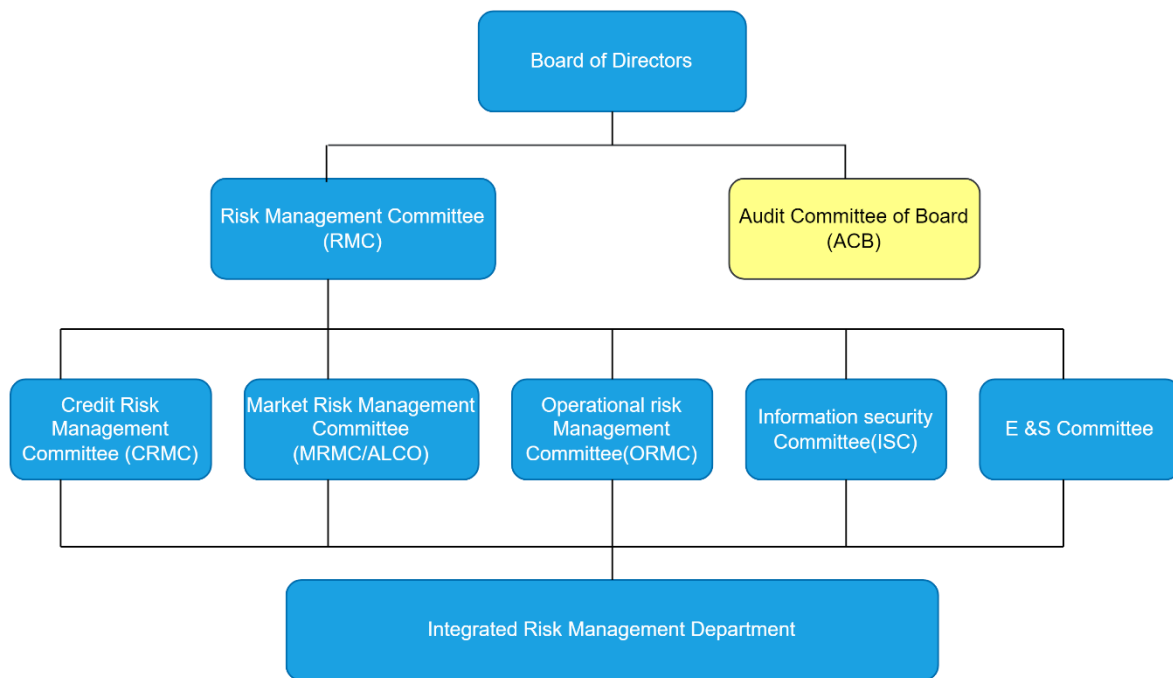 Board of Directors
Risk Management Committee
(RMC)
Audit Committee of Board
(ACB)
Credit Risk
Management
Committee (CRMC)
Market Risk Management
Committee
(MRMC/ALCO)
Operational risk
Management
Committee(ORMC)
Information security
Committee(ISC)
E &S Committee
Integrated Risk Management Department